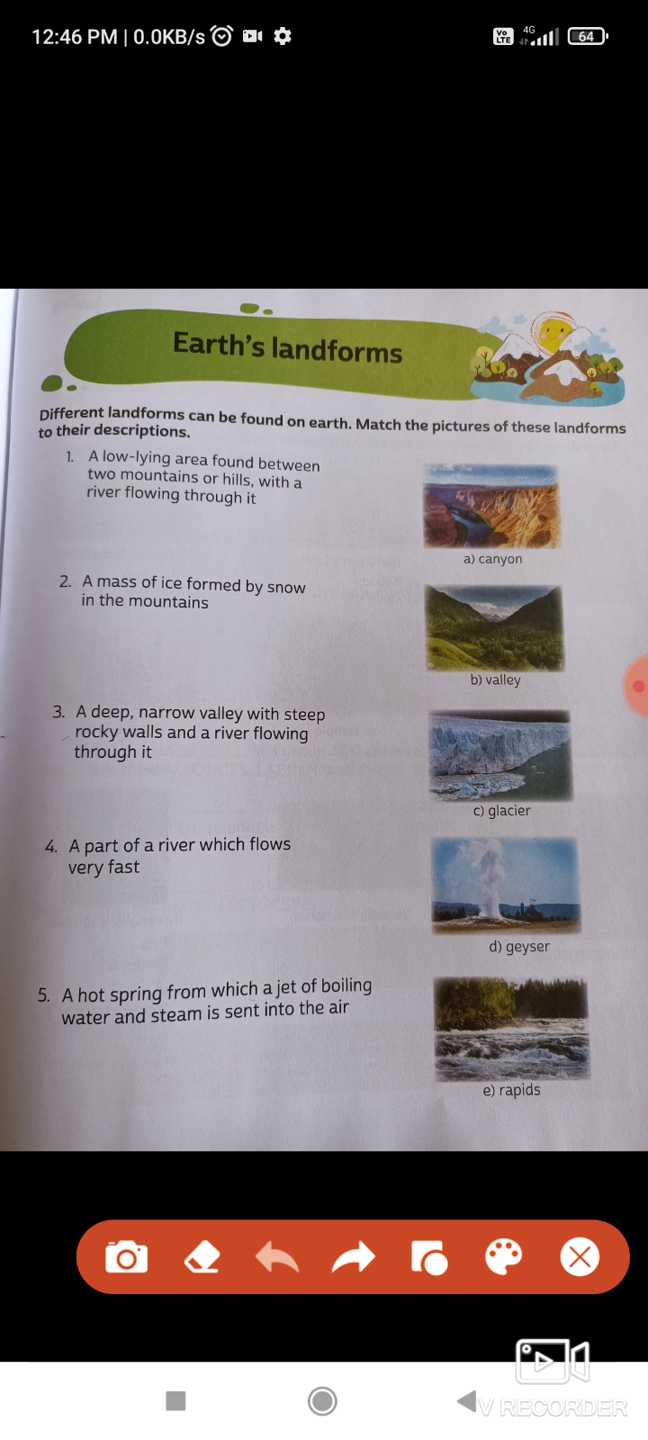 12:46 PM | 0.0KB/s
Vo LTE 4G 64
Earth's landforms
Different landforms can be found on earth. Match the pictures of these landforms
to their descriptions.
1. A low-lying area found between
two mountains or hills, with a
river flowing through it
a) canyon
2. A mass of ice formed by snow
in the mountains
b) valley
3. A deep, narrow valley with steep
rocky walls and a river flowing
through it
c) glacier
4. A part of a river which flows
very fast
d) geyser
5. A hot spring from which a jet of boiling
water and steam is sent into the air
e) rapids
V RECORDER